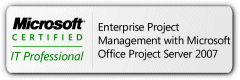 Microsoft
CERTIFIED
IT Professional
Enterprise Project
Management with Microsoft
Office Project Server 2007